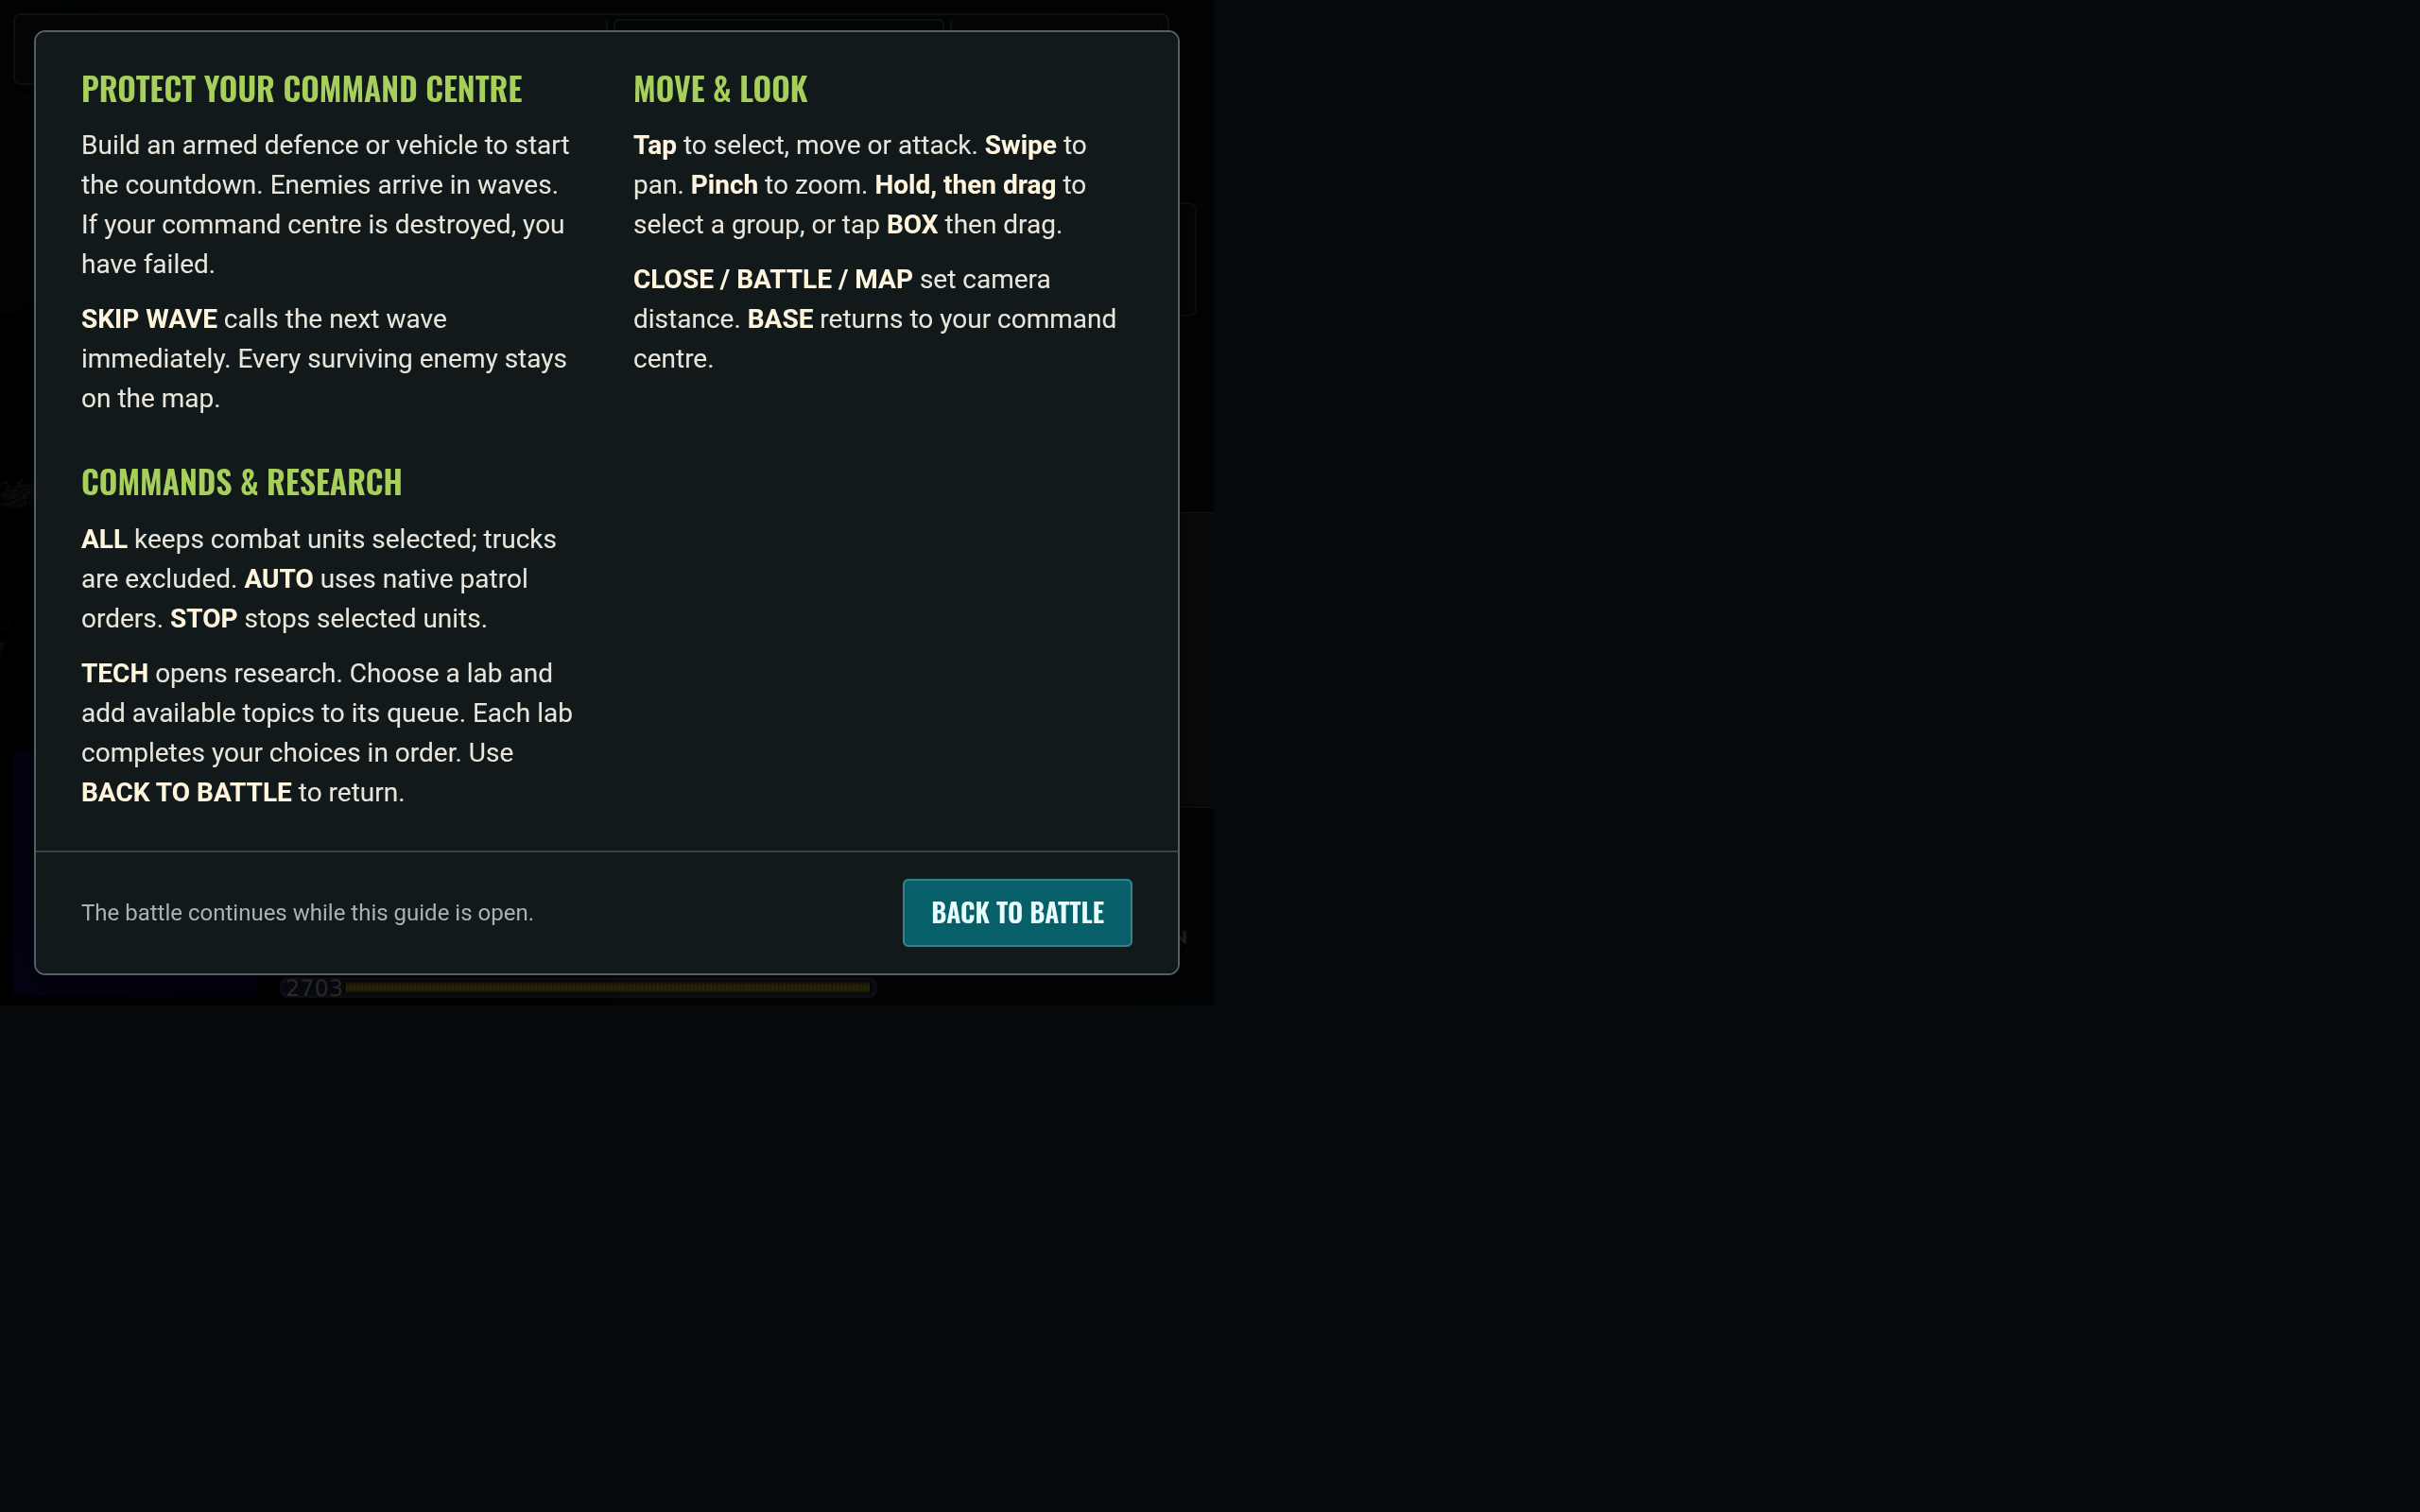 PROTECT YOUR COMMAND CENTRE
Build an armed defence or vehicle to start
the countdown. Enemies arrive in waves.
If your command centre is destroyed, you
have failed.
SKIP WAVE calls the next wave
immediately. Every surviving enemy stays
on the map.
MOVE & LOOK
Tap to select, move or attack. Swipe to
pan. Pinch to zoom. Hold, then drag to
select a group, or tap BOX then drag.
CLOSE / BATTLE / MAP set camera
distance. BASE returns to your command
centre.
COMMANDS & RESEARCH
ALL keeps combat units selected; trucks
are excluded. AUTO uses native patrol
orders. STOP stops selected units.
TECH opens research. Choose a lab and
add available topics to its queue. Each lab
completes your choices in order. Use
BACK TO BATTLE to return.
The battle continues while this guide is open.
BACK TO BATTLE
2703